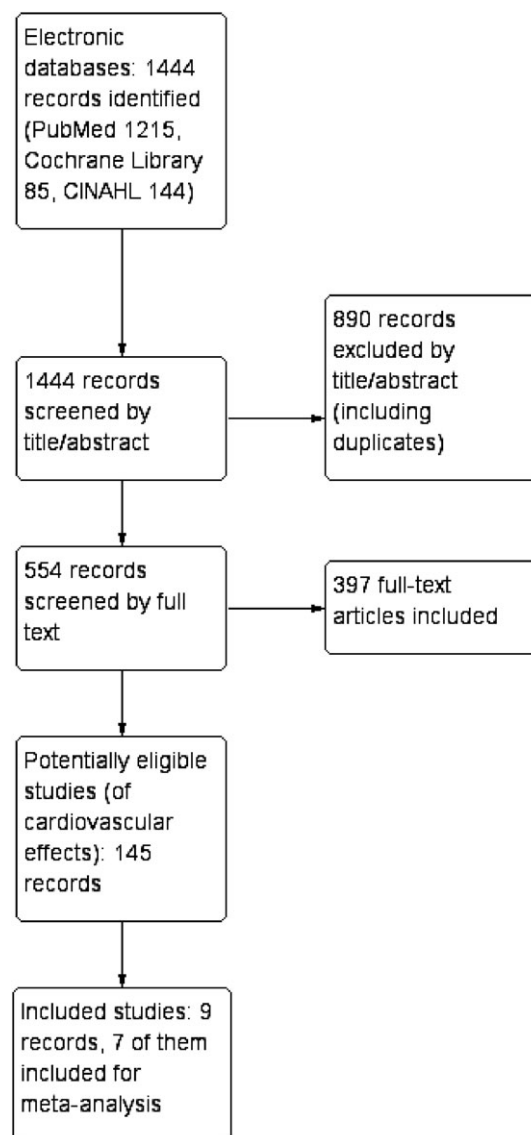 Electronic
databases: 1444
records identified
(PubMed 1215,
Cochrane Library
85, CINAHL 144)
890 records
excluded by
title/abstract
(including
duplicates)
1444 records
screened by
title/abstract
554 records
screened by full
text
397 full-text
articles included
Potentially eligible
studies (of
cardiovascular
effects): 145
records
Included studies: 9
records, 7 of them
included for
meta-analysis